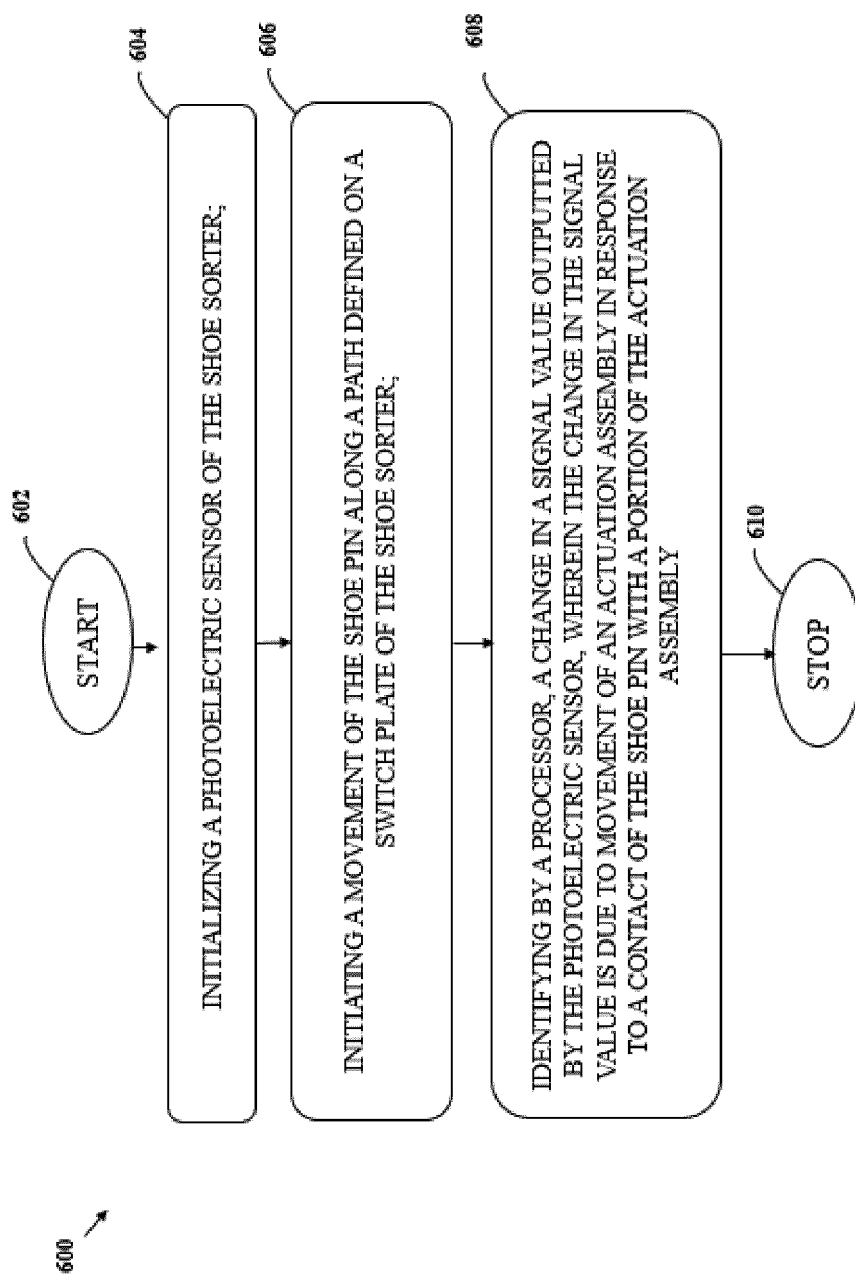 600
602
START
604
INITIALIZING A PHOTOELECTRIC SENSOR OF THE SHOE SORTER;
606
INITIATING A MOVEMENT OF THE SHOE PIN ALONG A PATH DEFINED ON A
SWITCH PLATE OF THE SHOE SORTER;
608
IDENTIFYING BY A PROCESSOR, A CHANGE IN A SIGNAL VALUE OUTPUTTED
BY THE PHOTOELECTRIC SENSOR, WHEREIN THE CHANGE IN THE SIGNAL
VALUE IS DUE TO MOVEMENT OF AN ACTUATION ASSEMBLY IN RESPONSE
TO A CONTACT OF THE SHOE PIN WITH A PORTION OF THE ACTUATION
ASSEMBLY
610
STOP